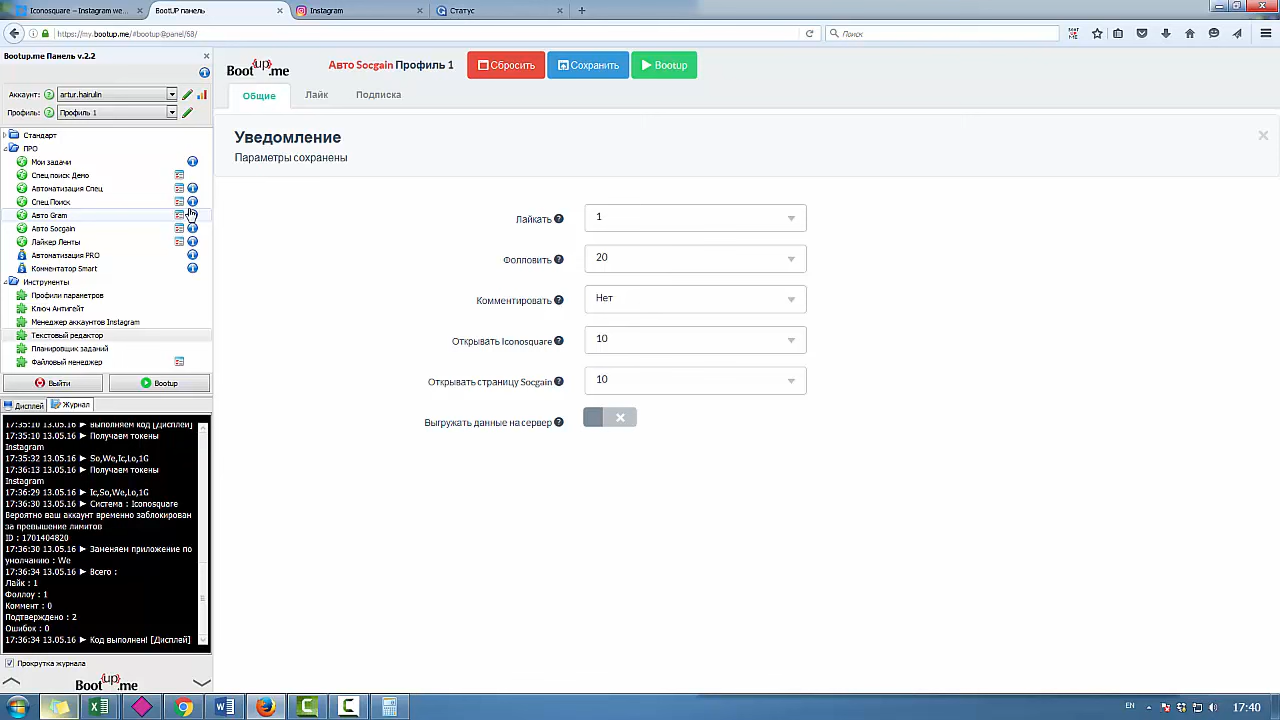 Iconosquare – Instagram we...
BootUP панель
Instagram
Статус
https://my.bootup.me/#bootup@panel/68/
Поиск
Bootup.me Панель v.2.2
Аккаунт:
artur.hairulin
Профиль:
Профиль 1
Стандарт
ПРО
Мои задачи
Спец поиск Демо
Автоматизация Спец
Спец Поиск
Авто Gram
Авто Socgain
Лайкер Ленты
Автоматизация PRO
Комментатор Smart
Инструменты
Профили параметров
Ключ Антигейт
Менеджер аккаунтов Instagram
Текстовый редактор
Планировщик заданий
Файловый менеджер
Выйти
Bootup
Дисплей
Журнал
17:35:10 13.05.16 ► Выполняем код [Дисплей]
17:35:10 13.05.16 ► Получаем токены
Instagram
17:35:32 13.05.16 ► So,We,Ic,Lo,1G
17:36:13 13.05.16 ► Получаем токены
Instagram
17:36:29 13.05.16 ► Ic,So,We,Lo,1G
17:36:30 13.05.16 ► Система : Iconosquare
Вероятно ваш аккаунт временно заблокирован
за превышение лимитов
ID : 1701404820
17:36:30 13.05.16 ► Заменяем приложение по
умолчанию : We
17:36:34 13.05.16 ► Всего :
Лайк : 1
Фоллоу : 1
Коммент : 0
Подтверждено : 2
Ошибок : 0
17:36:34 13.05.16 ► Код выполнен! [Дисплей]
Прокрутка журнала
Bootup.me
Bootup.me
Авто Socgain Профиль 1
Сбросить
Сохранить
Bootup
Общие
Лайк
Подписка
Уведомление
Параметры сохранены
Лайкать
1
Фолловить
20
Комментировать
Нет
Открывать Iconosquare
10
Открывать страницу Socgain
10
Выгружать данные на сервер
EN
17:40